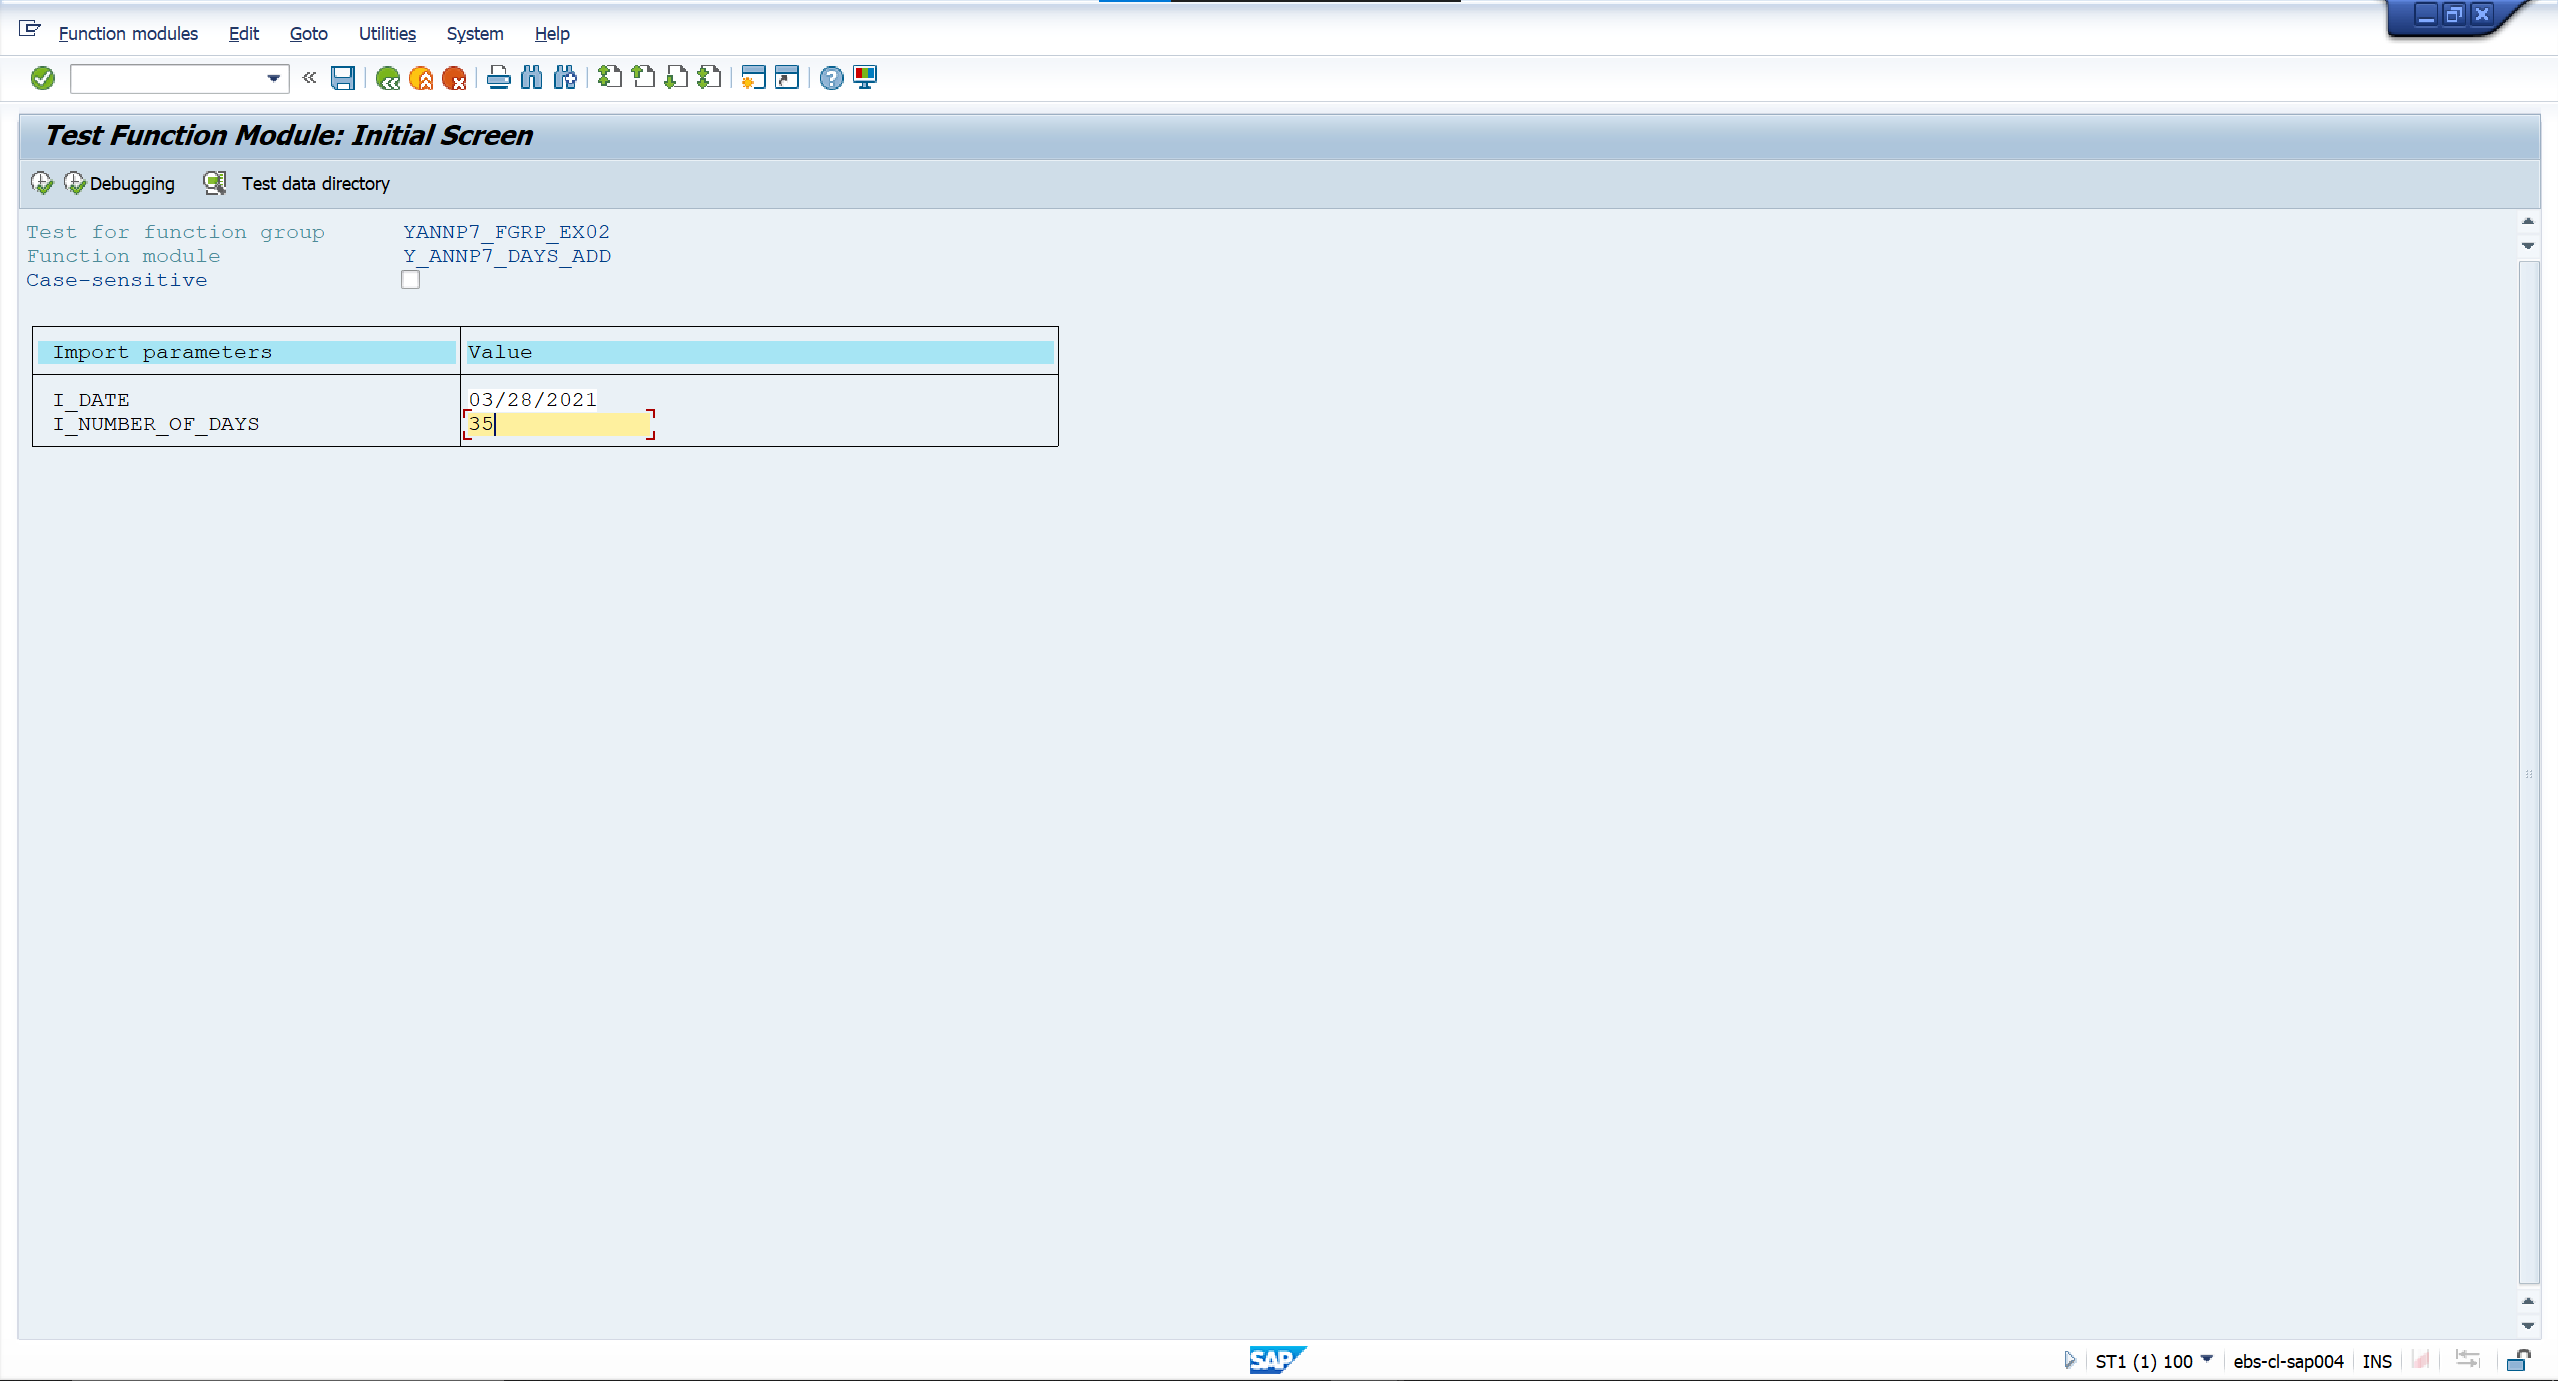 Function modules Edit Goto Utilities System Help
Test Function Module: Initial Screen
Debugging Test data directory
Test for function group YANNP7_FGRP_EX02
Function module Y_ANNP7_DAYS_ADD
Case-sensitive
Import parameters Value
I_DATE 03/28/2021
I_NUMBER_OF_DAYS 35
SAP ST1 (1) 100 ebs-cl-sap004 INS